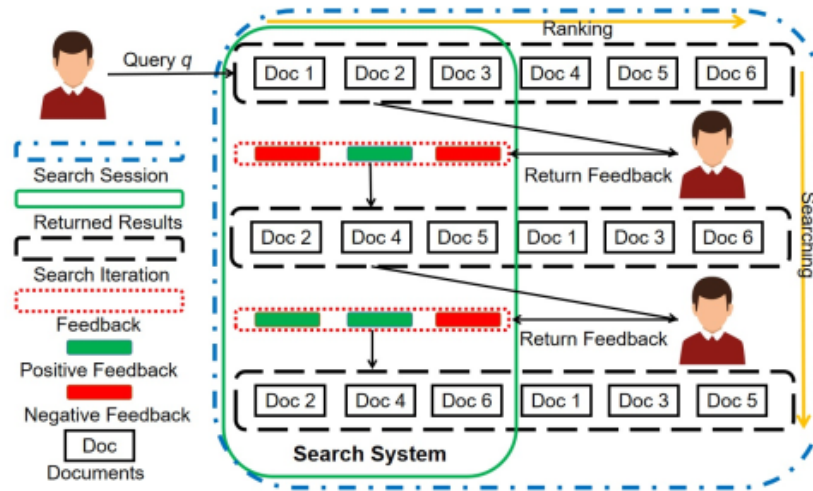 Ranking
Query q
Doc 1 Doc 2 Doc 3 Doc 4 Doc 5 Doc 6
Return Feedback
Search Session
Returned Results
Doc 2 Doc 4 Doc 5 Doc 1 Doc 3 Doc 6
Searching
Search Iteration
Feedback
Return Feedback
Positive Feedback
Negative Feedback
Doc 2 Doc 4 Doc 6 Doc 1 Doc 3 Doc 5
Doc
Documents
Search System